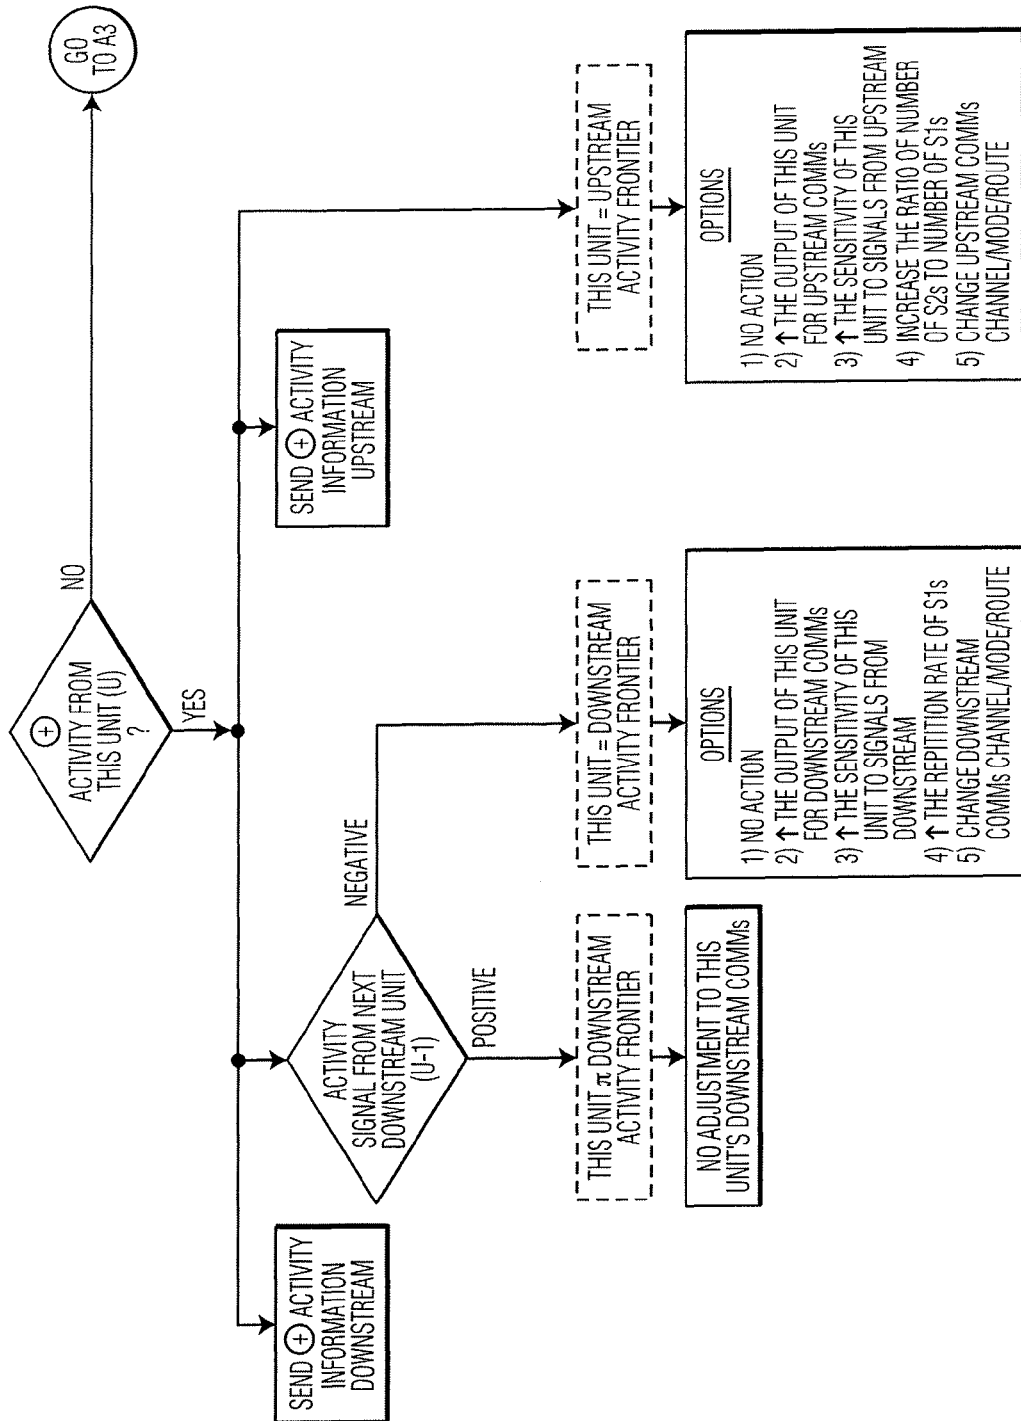 ⊕
ACTIVITY FROM
THIS UNIT (U)
?
NO
GO
TO A3
YES
SEND ⊕ ACTIVITY
INFORMATION
DOWNSTREAM
ACTIVITY
SIGNAL FROM NEXT
DOWNSTREAM UNIT
(U-1)
NEGATIVE
POSITIVE
SEND ⊕ ACTIVITY
INFORMATION
UPSTREAM
THIS UNIT π DOWNSTREAM
ACTIVITY FRONTIER
NO ADJUSTMENT TO THIS
UNIT'S DOWNSTREAM COMMs
THIS UNIT = DOWNSTREAM
ACTIVITY FRONTIER
OPTIONS
1) NO ACTION
2) ↑ THE OUTPUT OF THIS UNIT
FOR DOWNSTREAM COMMs
3) ↑ THE SENSITIVITY OF THIS
UNIT TO SIGNALS FROM
DOWNSTREAM
4) ↑ THE REPITITION RATE OF S1s
5) CHANGE DOWNSTREAM
COMMs CHANNEL/MODE/ROUTE
THIS UNIT = UPSTREAM
ACTIVITY FRONTIER
OPTIONS
1) NO ACTION
2) ↑ THE OUTPUT OF THIS UNIT
FOR UPSTREAM COMMs
3) ↑ THE SENSITIVITY OF THIS
UNIT TO SIGNALS FROM UPSTREAM
4) INCREASE THE RATIO OF NUMBER
OF S2s TO NUMBER OF S1s
5) CHANGE UPSTREAM COMMs
CHANNEL/MODE/ROUTE